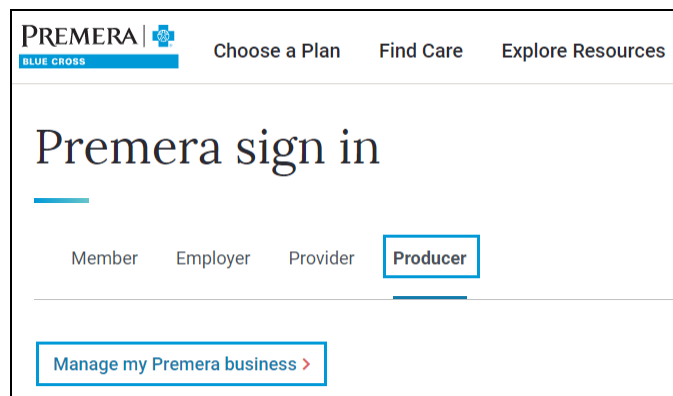 PREMERA
BLUE CROSS
Choose a Plan Find Care Explore Resources
Premera sign in
Member Employer Provider Producer
Manage my Premera business >